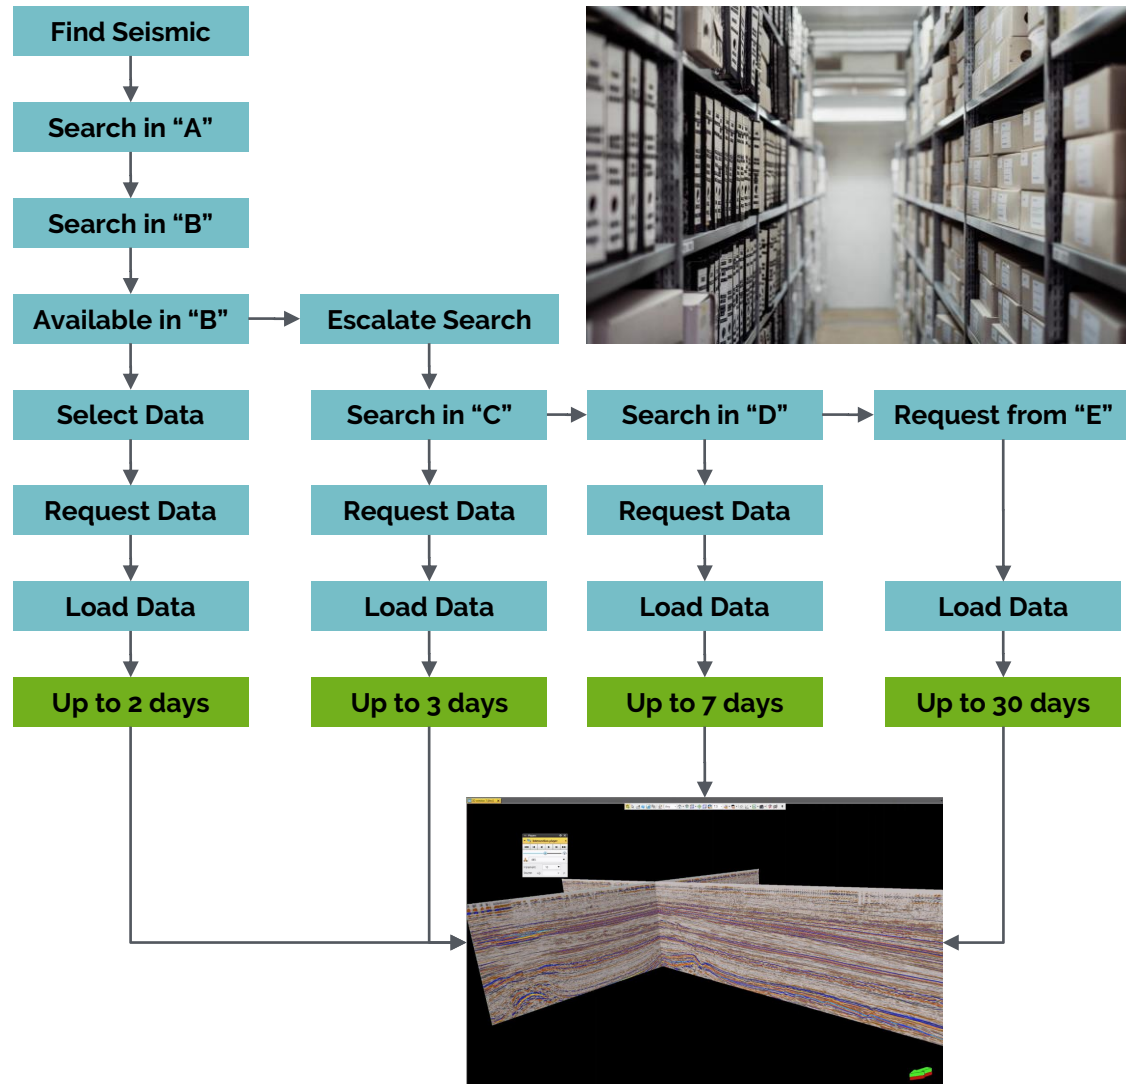 Find Seismic
Search in “A”
Search in “B”
Available in “B”
Escalate Search
Select Data
Search in “C”
Search in “D”
Request from “E”
Request Data
Request Data
Request Data
Load Data
Load Data
Load Data
Load Data
Up to 2 days
Up to 3 days
Up to 7 days
Up to 30 days